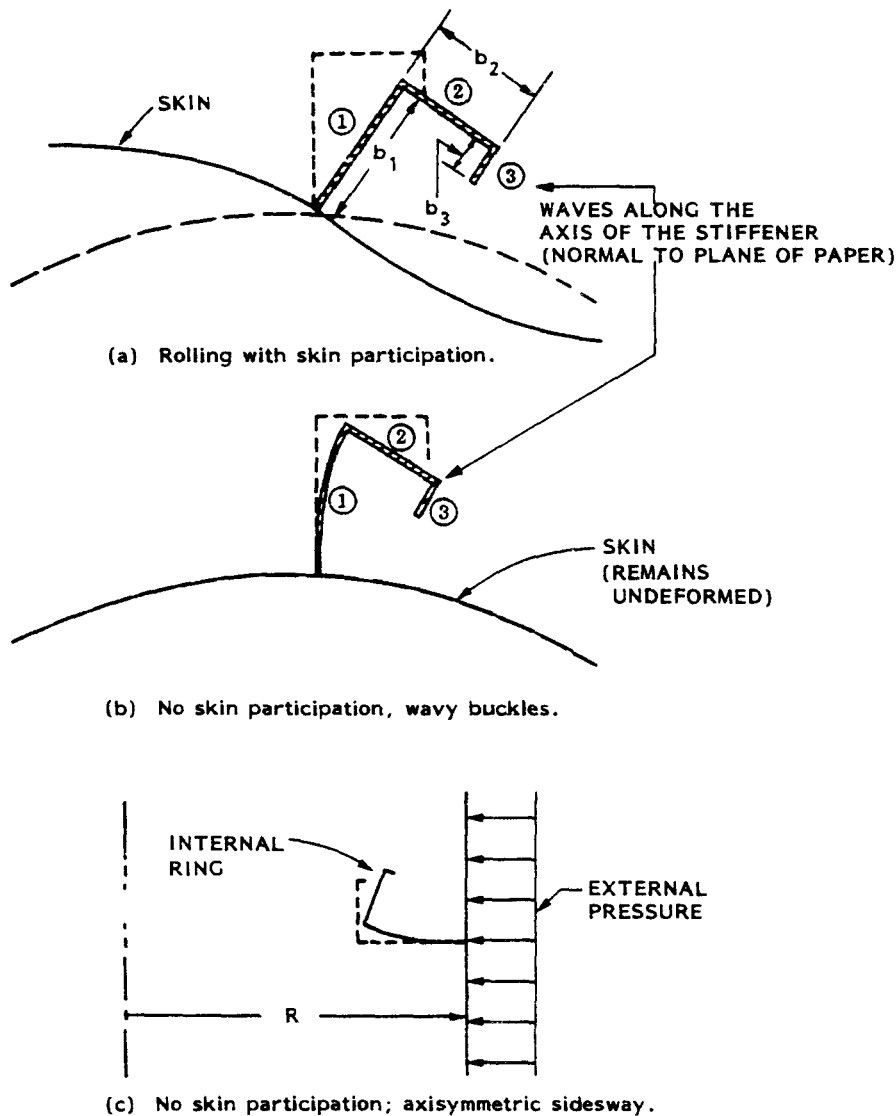 b2
②
SKIN
①
b1
③
b3
WAVES ALONG THE
AXIS OF THE STIFFENER
(NORMAL TO PLANE OF PAPER)
(a) Rolling with skin participation.
②
①
③
SKIN
(REMAINS
UNDEFORMED)
(b) No skin participation, wavy buckles.
INTERNAL
RING
EXTERNAL
PRESSURE
R
(c) No skin participation; axisymmetric sidesway.